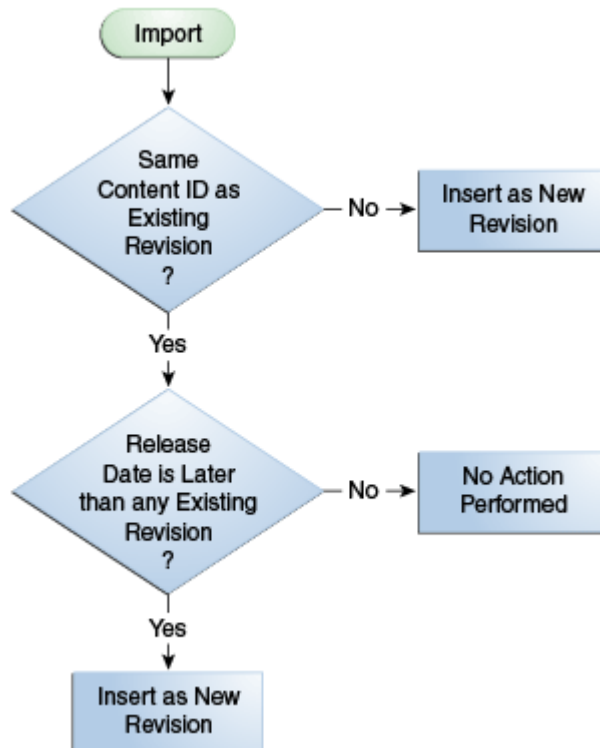 Import
Same
Content ID as
Existing
Revision
?
No
Insert as New
Revision
Yes
Release
Date is Later
than any Existing
Revision
?
No
No Action
Performed
Yes
Insert as New
Revision